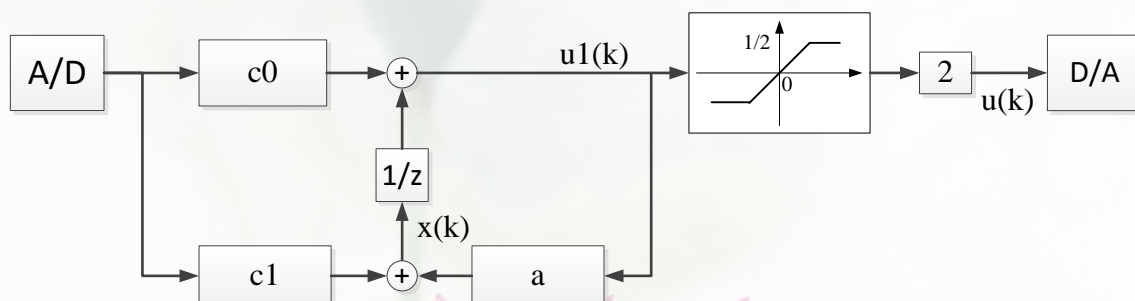 A/D
c0
+
u1(k)
1/2
0
2
u(k)
D/A
1/z
x(k)
c1
+
a